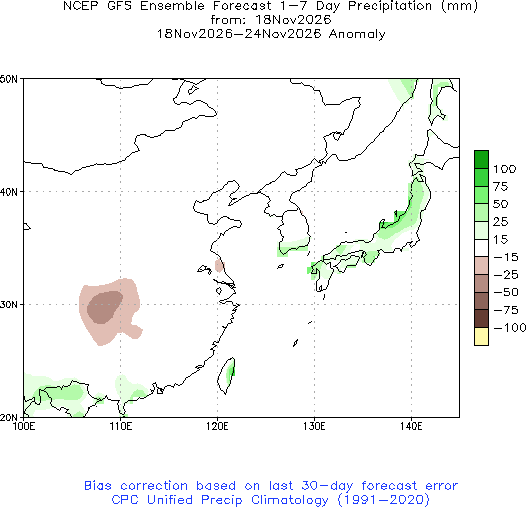 NCEP GFS Ensemble Forecast 1-7 Day Precipitation (mm)
from: 18Nov2026
18Nov2026-24Nov2026 Anomaly
50N
40N
30N
20N
100E 110E 120E 130E 140E
100
75
50
25
15
-15
-25
-50
-75
-100
Bias correction based on last 30-day forecast error
CPC Unified Precip Climatology (1991-2020)